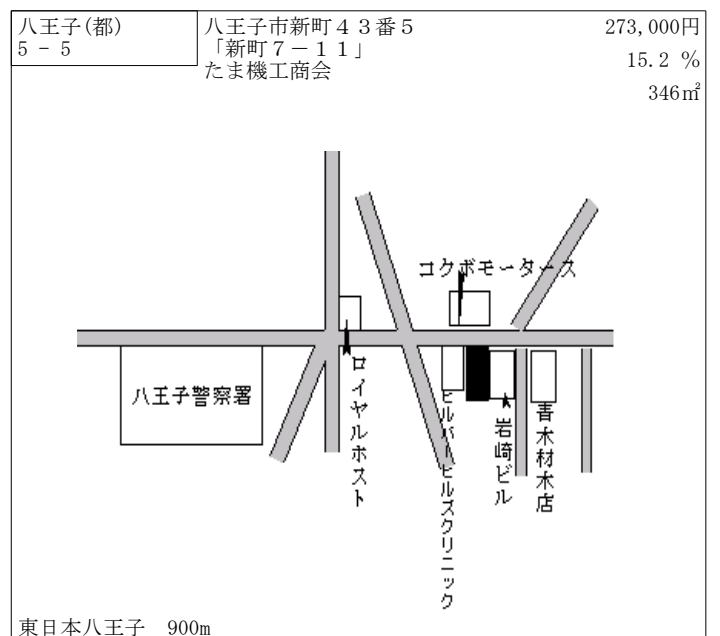 八王子(都)
5 - 5
八王子市新町４３番５
「新町７－１１」
たま機工商会
273,000円
15.2 %
346㎡
コクボモータース
八王子警察署
ロイヤルホスト
ヒルバーヒルズクリニック
岩崎ビル
青木材木店
東日本八王子 900m